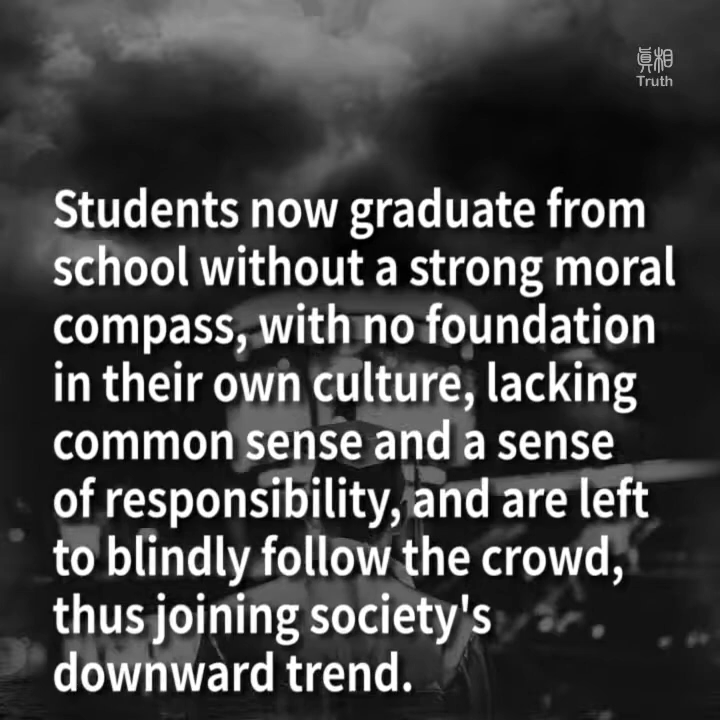 眞相
Truth
Students now graduate from
school without a strong moral
compass, with no foundation
in their own culture, lacking
common sense and a sense
of responsibility, and are left
to blindly follow the crowd,
thus joining society's
downward trend.